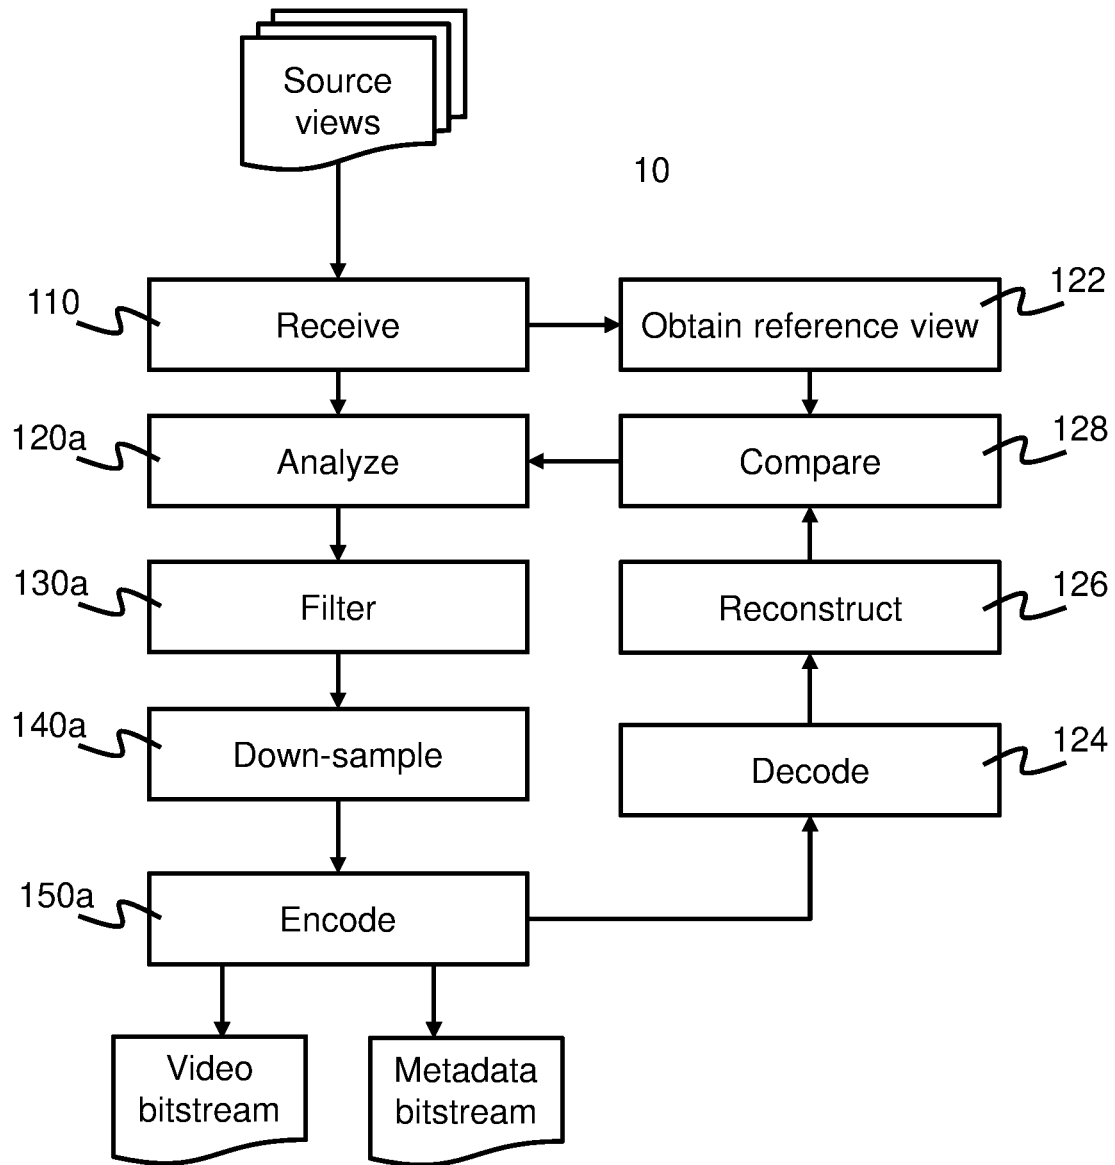 Source
views
10
110
Receive
Obtain reference view
122
120a
Analyze
Compare
128
130a
Filter
Reconstruct
126
140a
Down-sample
Decode
124
150a
Encode
Video
bitstream
Metadata
bitstream